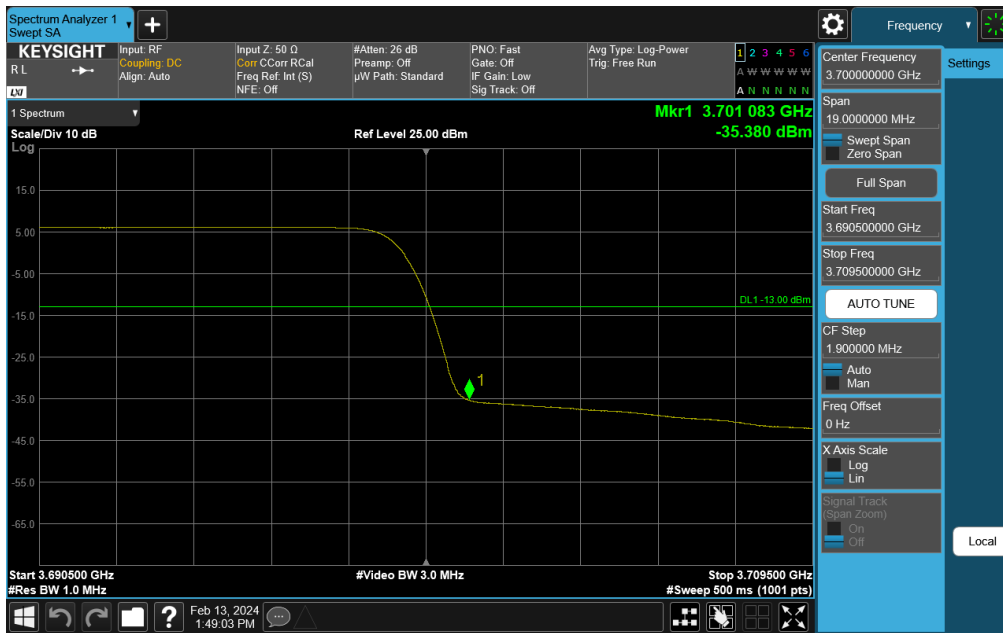 Spectrum Analyzer 1
Swept SA
Frequency
KEYSIGHT
R L
LXI
Input: RF
Coupling: DC
Align: Auto
Input Z: 50 Ω
Corr CCorr RCal
Freq Ref: Int (S)
NFE: Off
#Atten: 26 dB
Preamp: Off
µW Path: Standard
PNO: Fast
Gate: Off
IF Gain: Low
Sig Track: Off
Avg Type: Log-Power
Trig: Free Run
1 2 3 4 5 6
A W W W W W
A N N N N N
Center Frequency
3.700000000 GHz
Settings
Span
19.0000000 MHz
Swept Span
Zero Span
Full Span
Start Freq
3.690500000 GHz
Stop Freq
3.709500000 GHz
AUTO TUNE
CF Step
1.900000 MHz
Auto
Man
Freq Offset
0 Hz
X Axis Scale
Log
Lin
Signal Track
(Span Zoom)
On
Off
Local
1 Spectrum
Scale/Div 10 dB
Ref Level 25.00 dBm
Mkr1 3.701 083 GHz
-35.380 dBm
Log
15.0
5.00
-5.00
DL1 -13.00 dBm
-15.0
-25.0
1
-35.0
-45.0
-55.0
-65.0
Start 3.690500 GHz
#Video BW 3.0 MHz
Stop 3.709500 GHz
#Res BW 1.0 MHz
#Sweep 500 ms (1001 pts)
?
Feb 13, 2024
1:49:03 PM